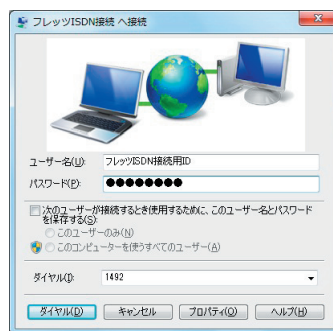 フレッツISDN接続 へ接続
ユーザー名(U):
フレッツISDN接続用ID
パスワード(P):
●●●●●●●●
次のユーザーが接続するとき使用するために、このユーザー名とパスワード
を保存する(S):
このユーザーのみ(N)
このコンピューターを使うすべてのユーザー(A)
ダイヤル(I):
1492
ダイヤル(D)
キャンセル
プロパティ(O)
ヘルプ(H)